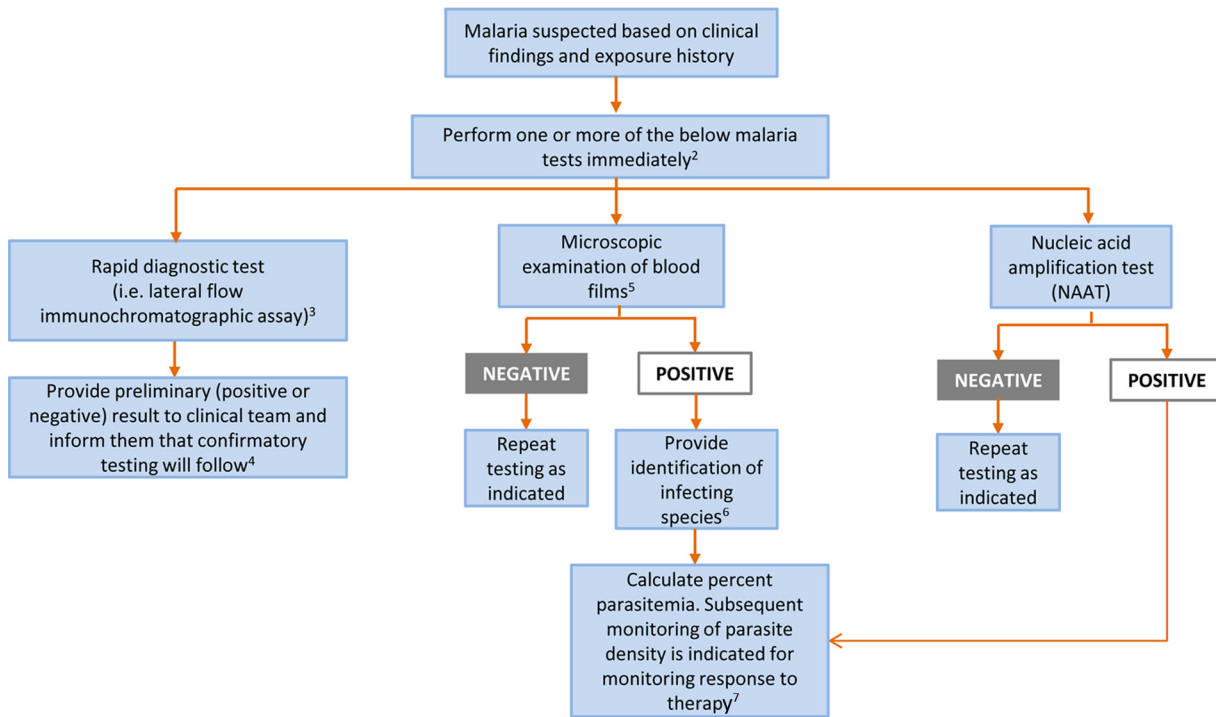 Malaria suspected based on clinical
findings and exposure history
Perform one or more of the below malaria
tests immediately²
Rapid diagnostic test
(i.e. lateral flow
immunochromatographic assay)³
Provide preliminary (positive or
negative) result to clinical team and
inform them that confirmatory
testing will follow⁴
Microscopic
examination of blood
films⁵
NEGATIVE
POSITIVE
Repeat
testing as
indicated
Provide
identification of
infecting
species⁶
Calculate percent
parasitemia. Subsequent
monitoring of parasite
density is indicated for
monitoring response to
therapy⁷
Nucleic acid
amplification test
(NAAT)
NEGATIVE
POSITIVE
Repeat
testing as
indicated